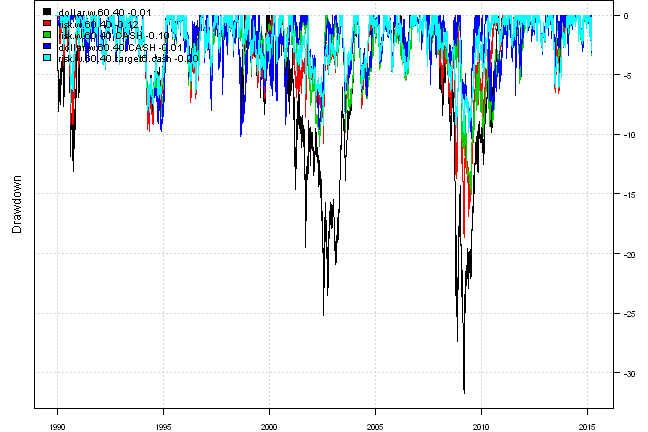 dollar.w.60.40 -0.01
risk.w.60.40 -0.12
risk.w.60.40.CASH -0.10
dollar.w.60.40.CASH -0.01
risk.w.60.40.target6.cash -0.20
Drawdown
0
-5
-10
-15
-20
-25
-30
1990 1995 2000 2005 2010 2015